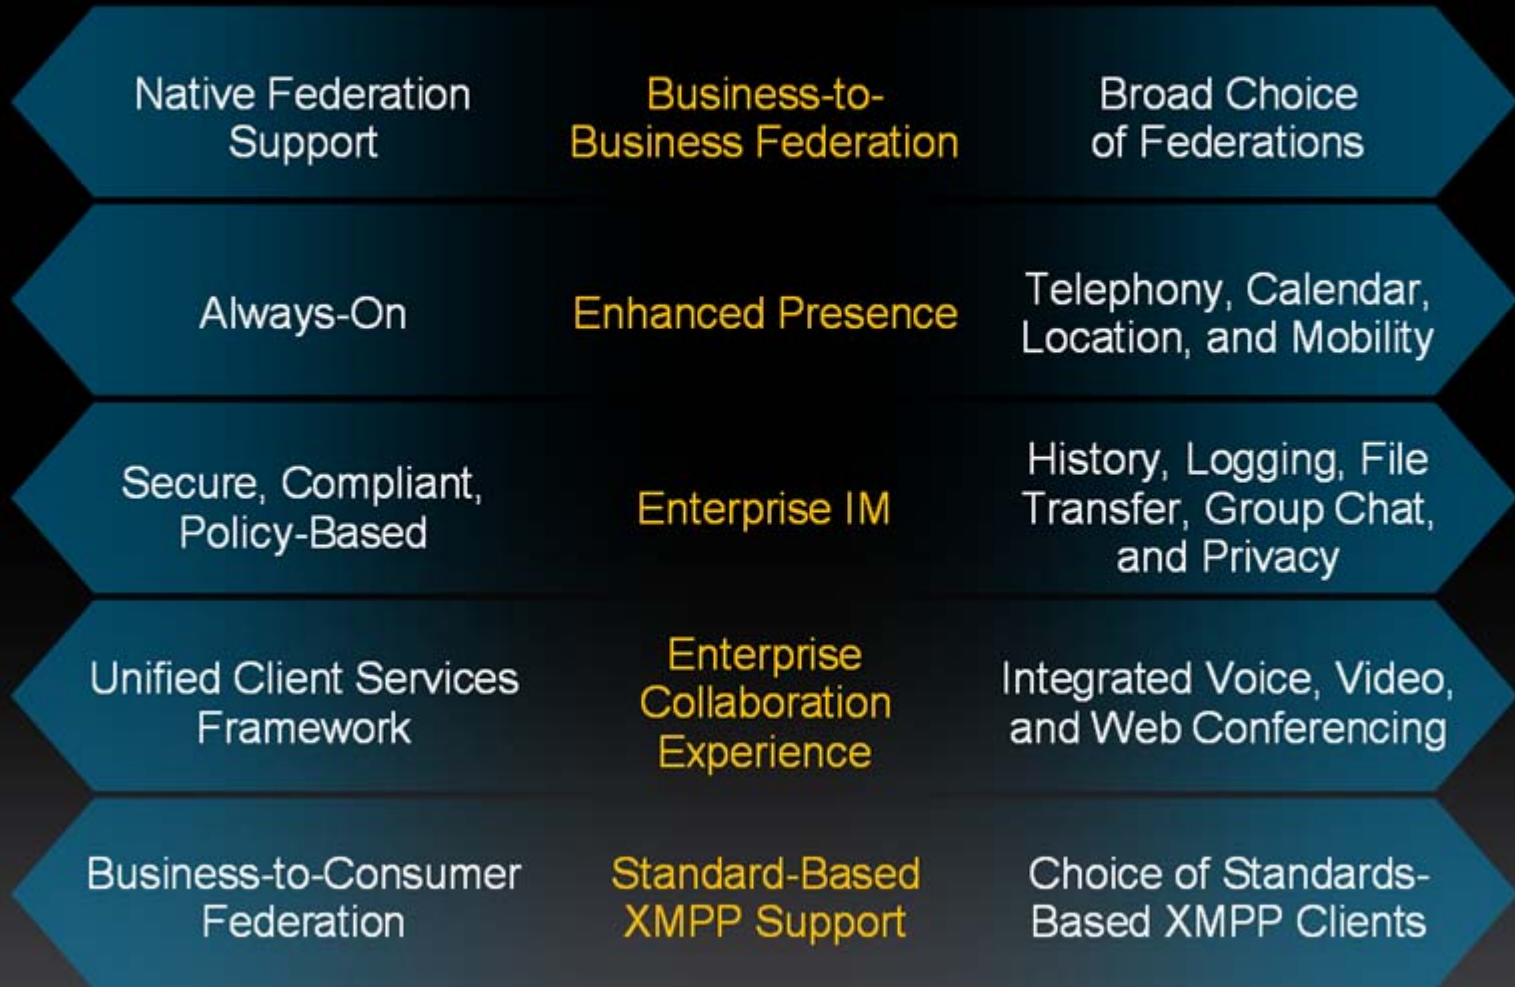 Native Federation
Support
Business-to-
Business Federation
Broad Choice
of Federations
Always-On
Enhanced Presence
Telephony, Calendar,
Location, and Mobility
Secure, Compliant,
Policy-Based
Enterprise IM
History, Logging, File
Transfer, Group Chat,
and Privacy
Unified Client Services
Framework
Enterprise
Collaboration
Experience
Integrated Voice, Video,
and Web Conferencing
Business-to-Consumer
Federation
Standard-Based
XMPP Support
Choice of Standards-
Based XMPP Clients